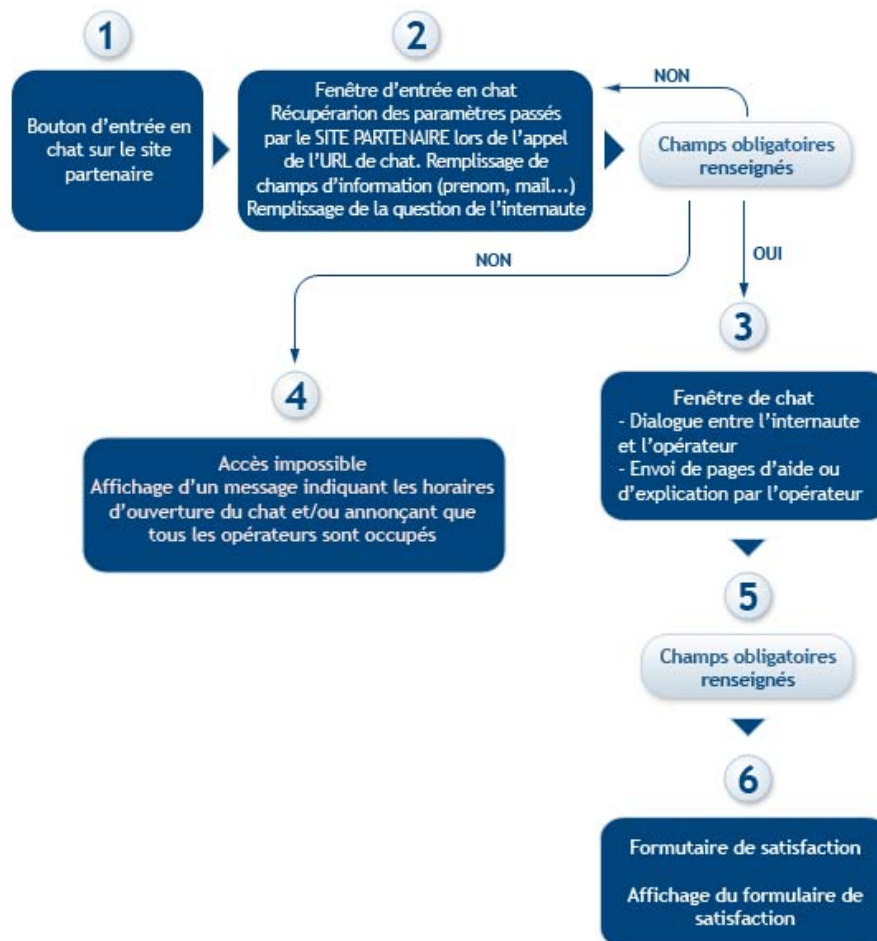 1
Bouton d'entrée en
chat sur le site
partenaire
2
Fenêtre d'entrée en chat
Récupérarion des paramètres passés
par le SITE PARTENAIRE lors de l'appel
de l'URL de chat. Remplissage de
champs d'information (prenom, mail...)
Remplissage de la question de l'internaute
NON
Champs obligatoires
renseignés
NON
OUI
3
Fenêtre de chat
- Dialogue entre l'internaute
et l'opérateur
- Envoi de pages d'aide ou
d'explication par l'opérateur
4
Accès impossible
Affichage d'un message indiquant les horaires
d'ouverture du chat et/ou annonçant que
tous les opérateurs sont occupés
5
Champs obligatoires
renseignés
6
Formutaire de satisfaction
Affichage du formulaire de
satisfaction